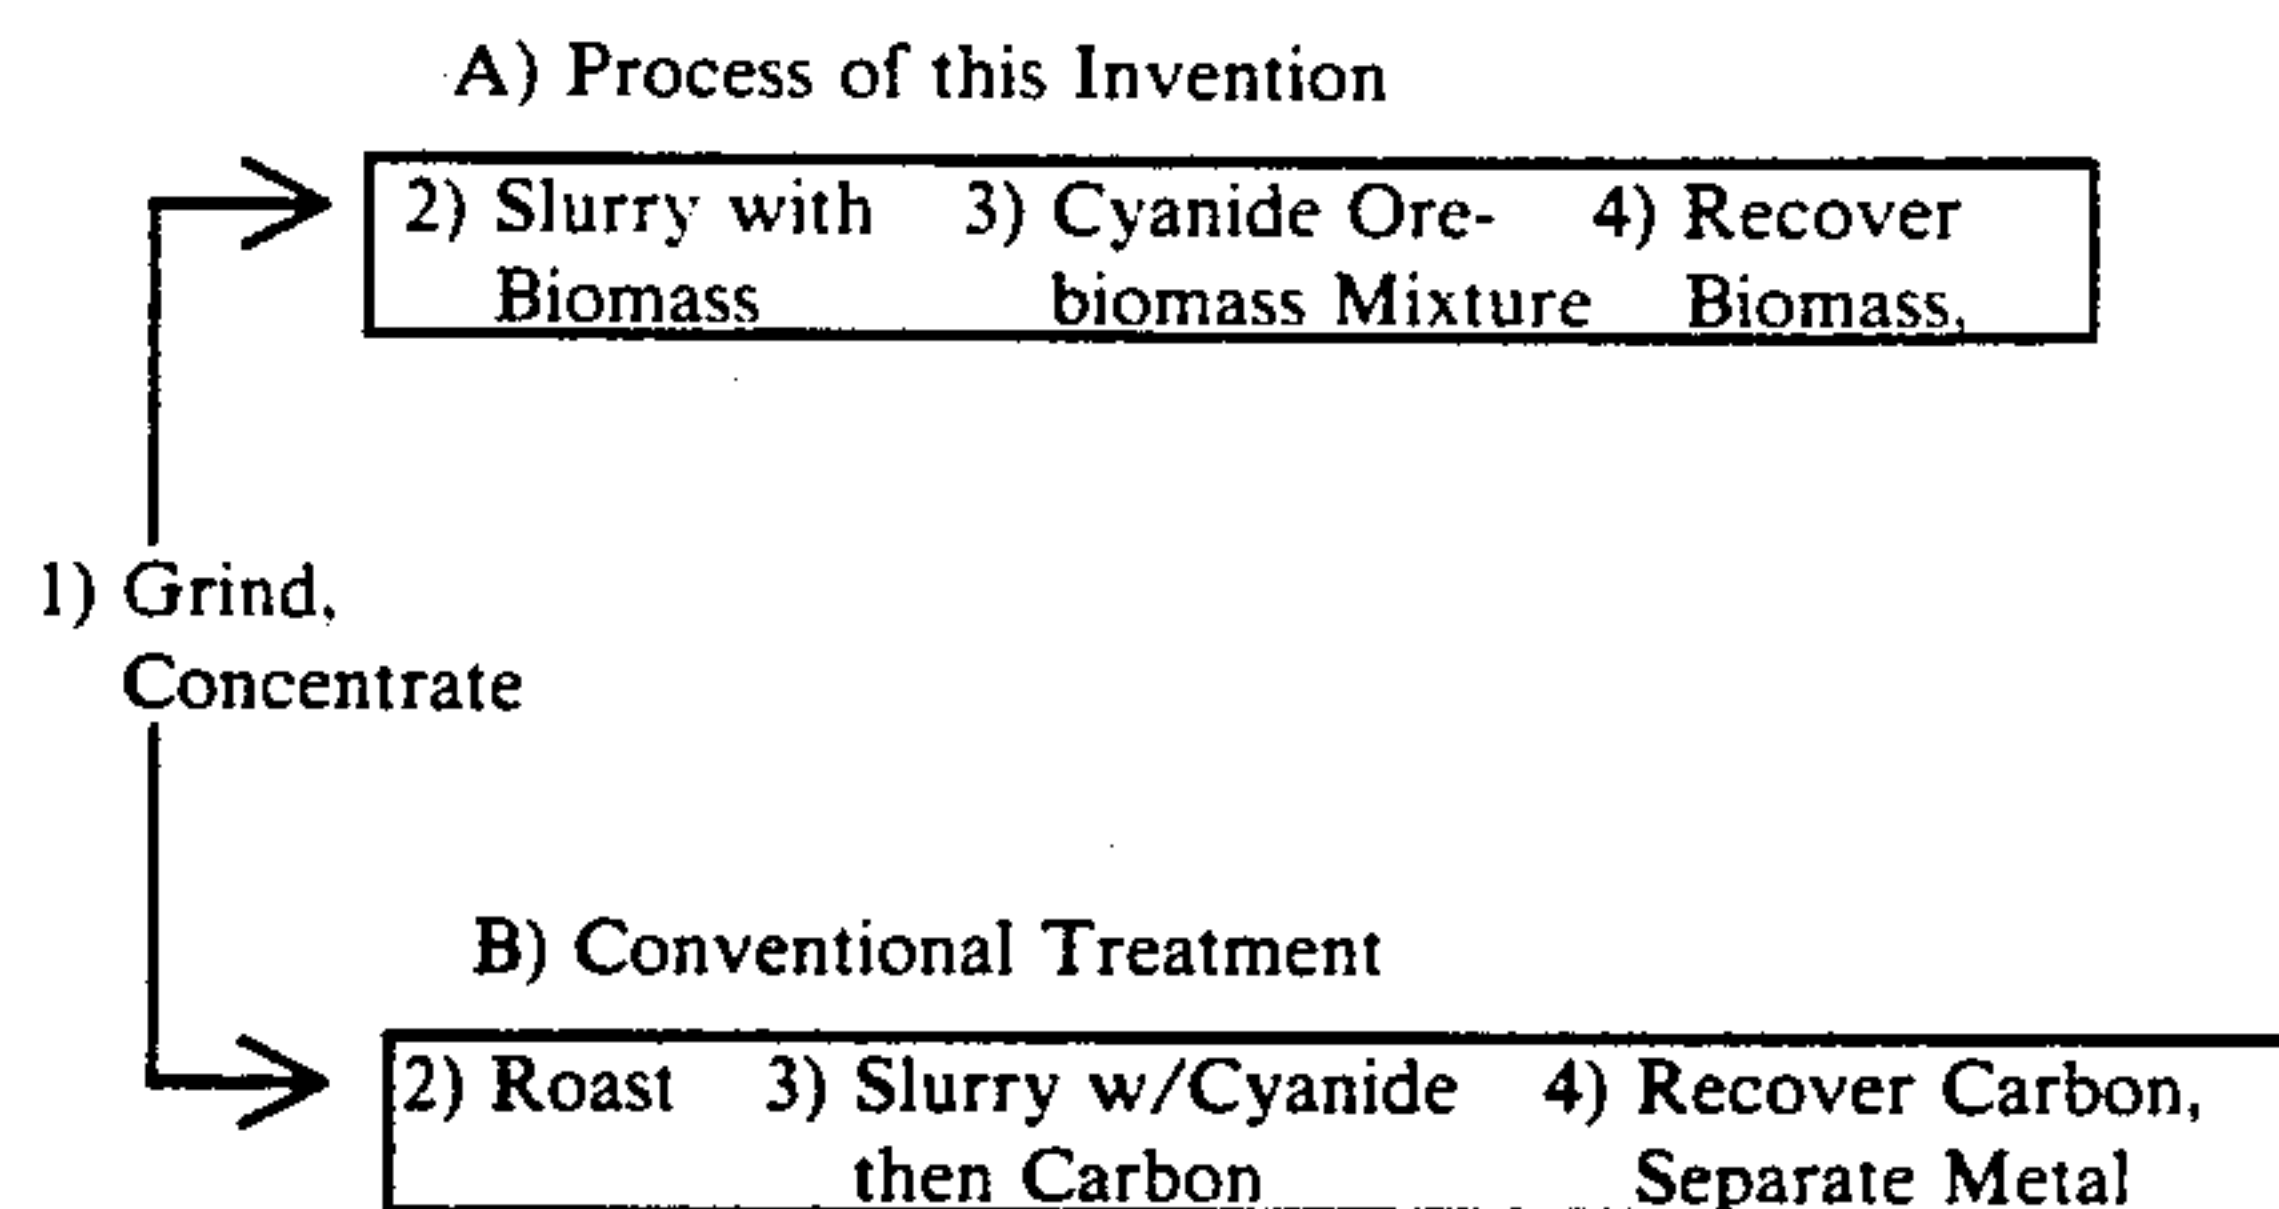 A) Process of this Invention
2) Slurry with 3) Cyanide Ore- 4) Recover
Biomass biomass Mixture Biomass,
1) Grind,
Concentrate
B) Conventional Treatment
2) Roast 3) Slurry w/Cyanide 4) Recover Carbon,
then Carbon Separate Metal